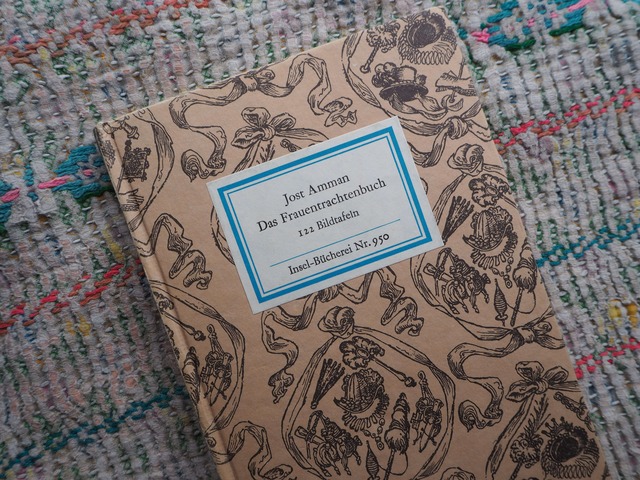 Jost Amman
Das Frauentrachtenbuch
122 Bildtafeln
Insel-Bücherei Nr. 950